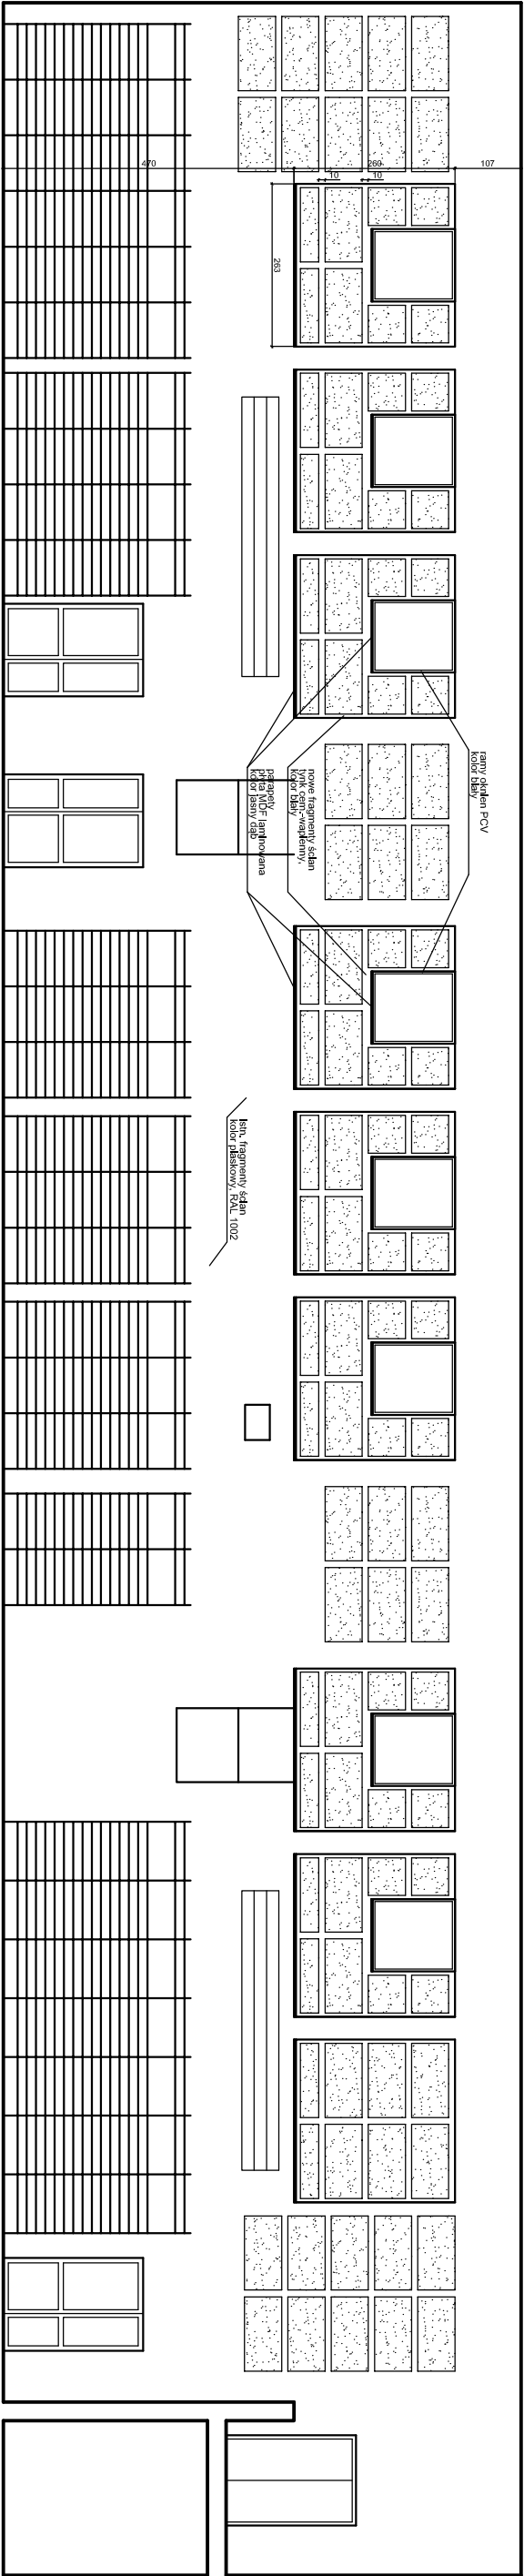 470
260
107
10
10
263
ramy oknien PCV
kolor biały
nowe fragmenty ścian
tynk cem.-wapienny,
kolor biały
parapety
płyta MDF laminowana
kolor jasny dąb
Istn. fragmenty ścian
kolor piaskowy, RAL 1002